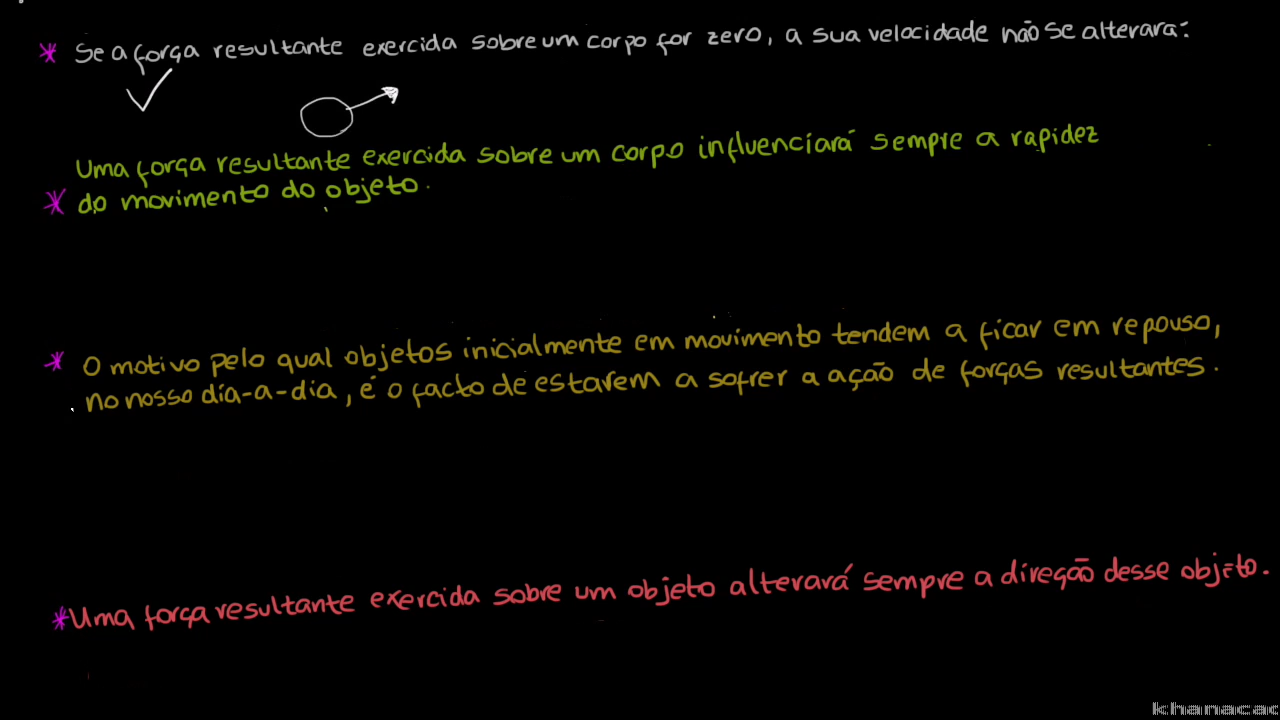 * Se a força resultante exercida sobre um corpo for zero, a sua velocidade não se alterará:
Uma força resultante exercida sobre um corpo influenciará sempre a rapidez
* do movimento do objeto.
* O motivo pelo qual objetos inicialmente em movimento tendem a ficar em repouso,
no nosso dia-a-dia, é o facto de estarem a sofrer a ação de forças resultantes.
*Uma força resultante exercida sobre um objeto alterará sempre a direção desse objeto.
khanacac